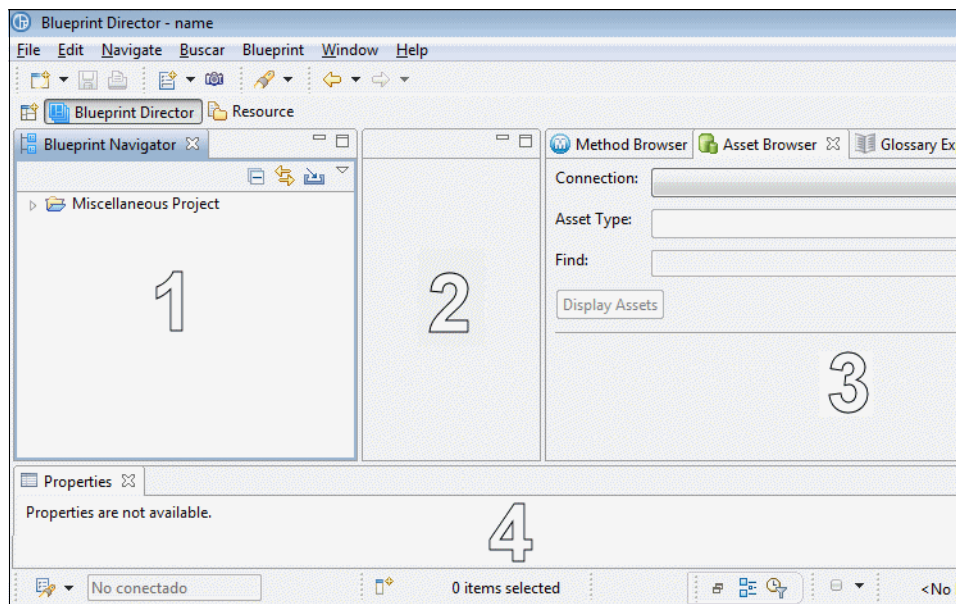 Blueprint Director - name
File Edit Navigate Buscar Blueprint Window Help
Blueprint Director Resource
Blueprint Navigator
Method Browser Asset Browser Glossary Ex
Miscellaneous Project
Connection:
Asset Type:
Find:
Display Assets
1
2
3
Properties
Properties are not available.
4
No conectado 0 items selected <No